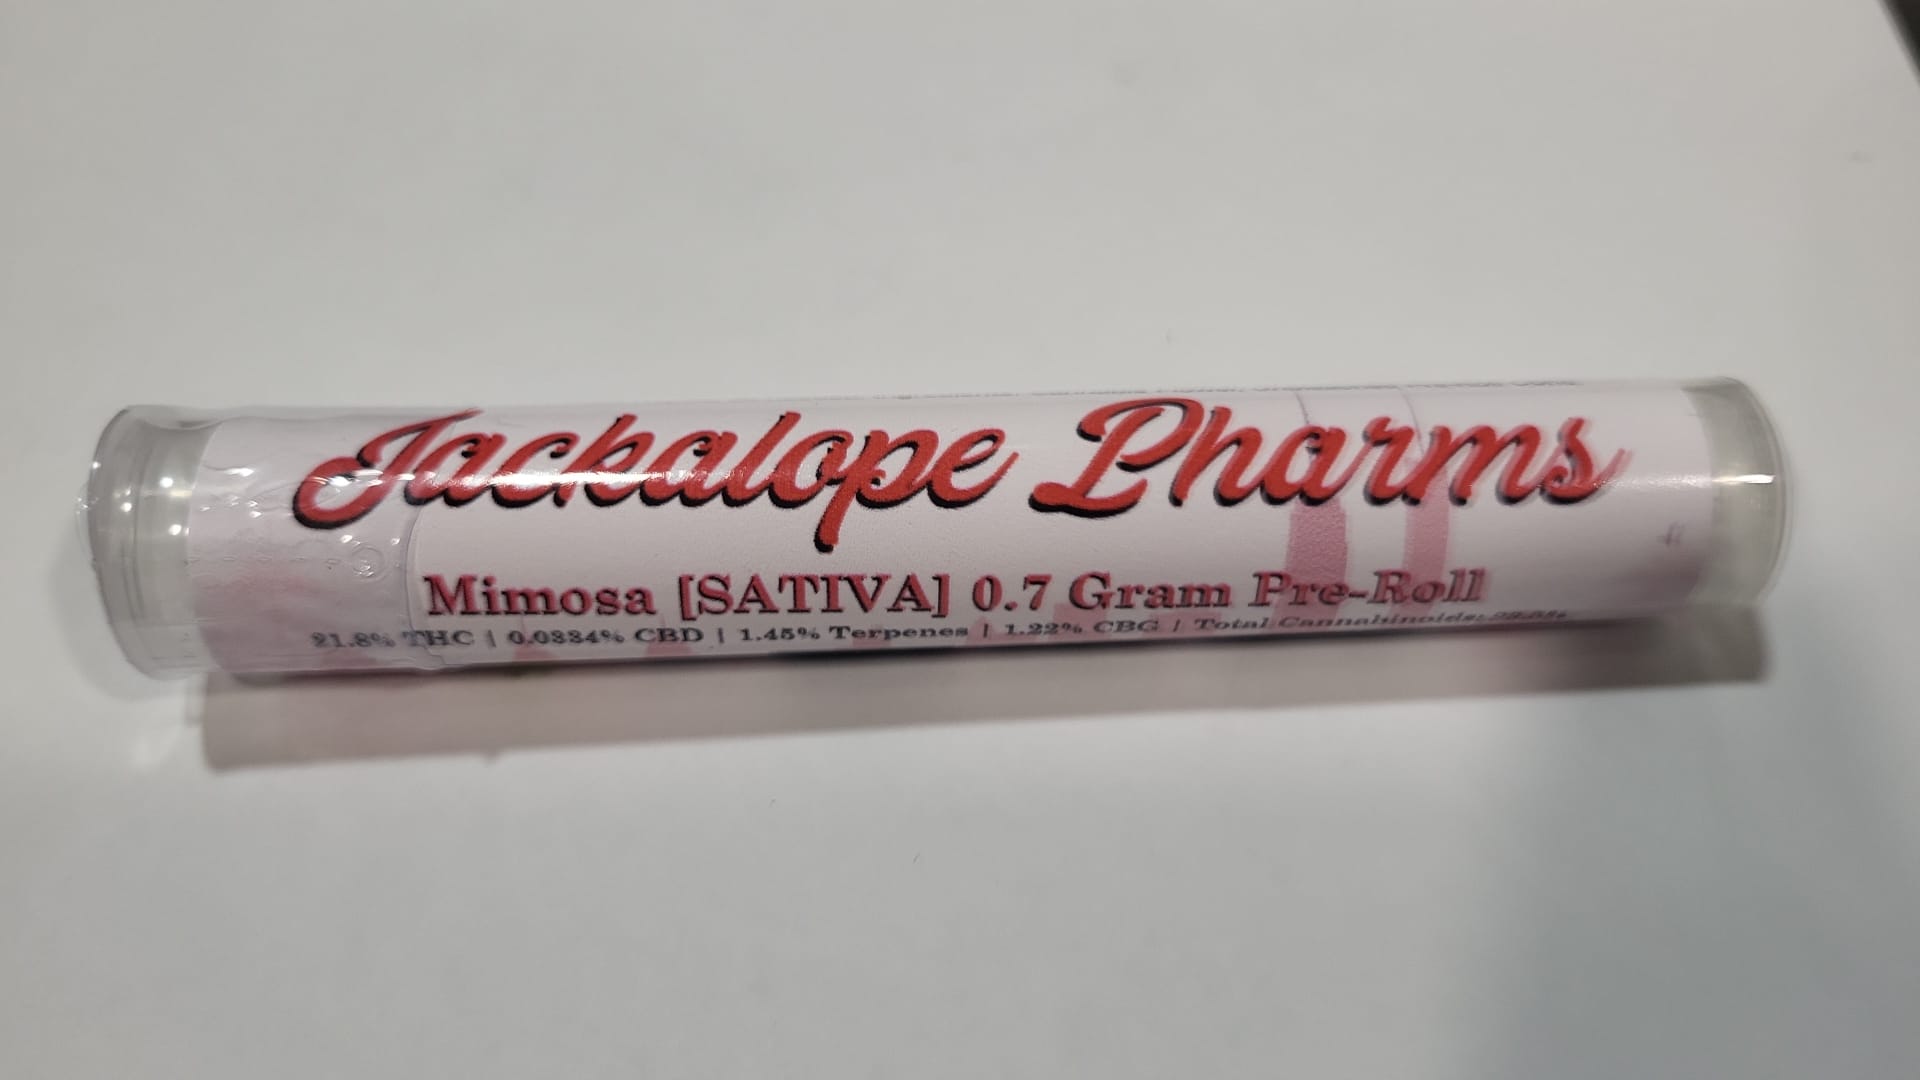 Jackalope Pharms
Mimosa [SATIVA] 0.7 Gram Pre-Roll
21.8% THC | 0.0334% CBD | 1.45% Terpenes | 1.22% CBG | Total Cannabinoids: